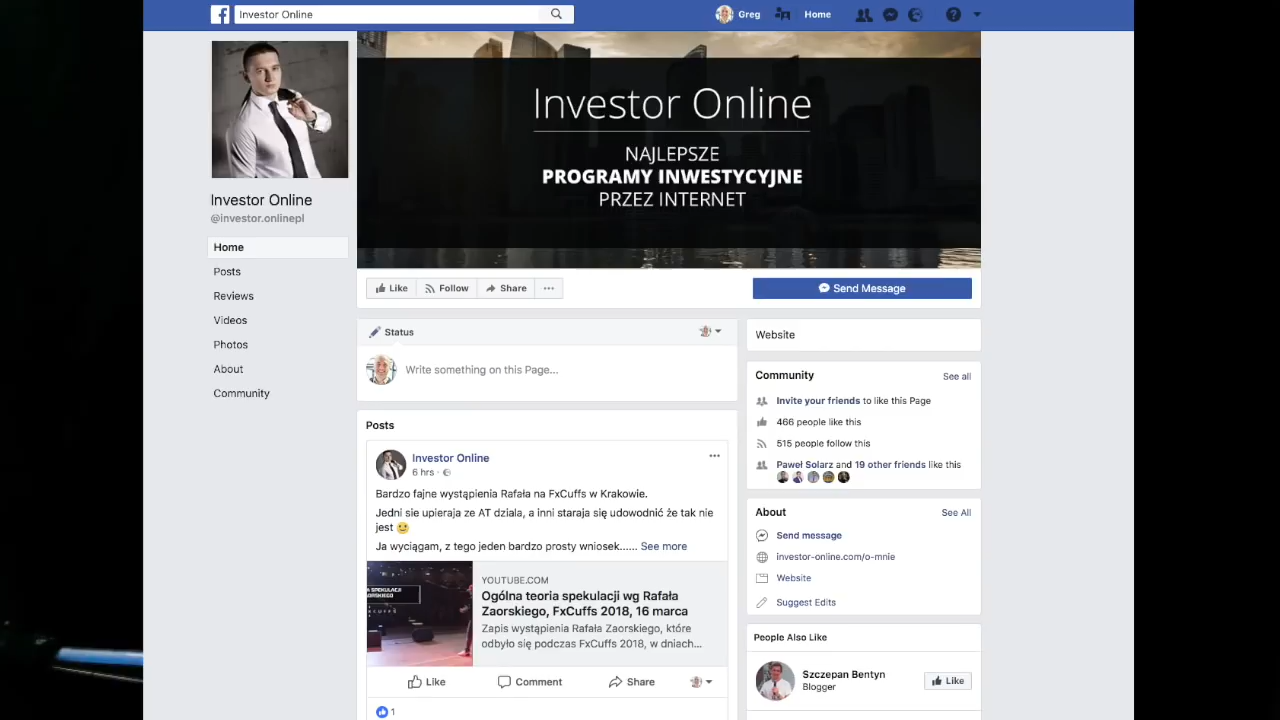 Investor Online
Greg
Home
Investor Online
NAJLEPSZE
PROGRAMY INWESTYCYJNE
PRZEZ INTERNET
Investor Online
@investor.onlinepl
Home
Posts
Reviews
Videos
Photos
About
Community
Like
Follow
Share
Send Message
Status
Write something on this Page...
Posts
Investor Online
6 hrs ·
Bardzo fajne wystąpienia Rafała na FxCuffs w Krakowie.
Jedni sie upieraja ze AT dziala, a inni staraja się udowodnić że tak nie
jest
Ja wyciągam, z tego jeden bardzo prosty wniosek...... See more
YOUTUBE.COM
Ogólna teoria spekulacji wg Rafała
Zaorskiego, FxCuffs 2018, 16 marca
Zapis wystąpienia Rafała Zaorskiego, które
odbyło się podczas FxCuffs 2018, w dniach...
Like
Comment
Share
1
Website
Community
See all
Invite your friends to like this Page
466 people like this
515 people follow this
Paweł Solarz and 19 other friends like this
About
See All
Send message
investor-online.com/o-mnie
Website
Suggest Edits
People Also Like
Szczepan Bentyn
Blogger
Like